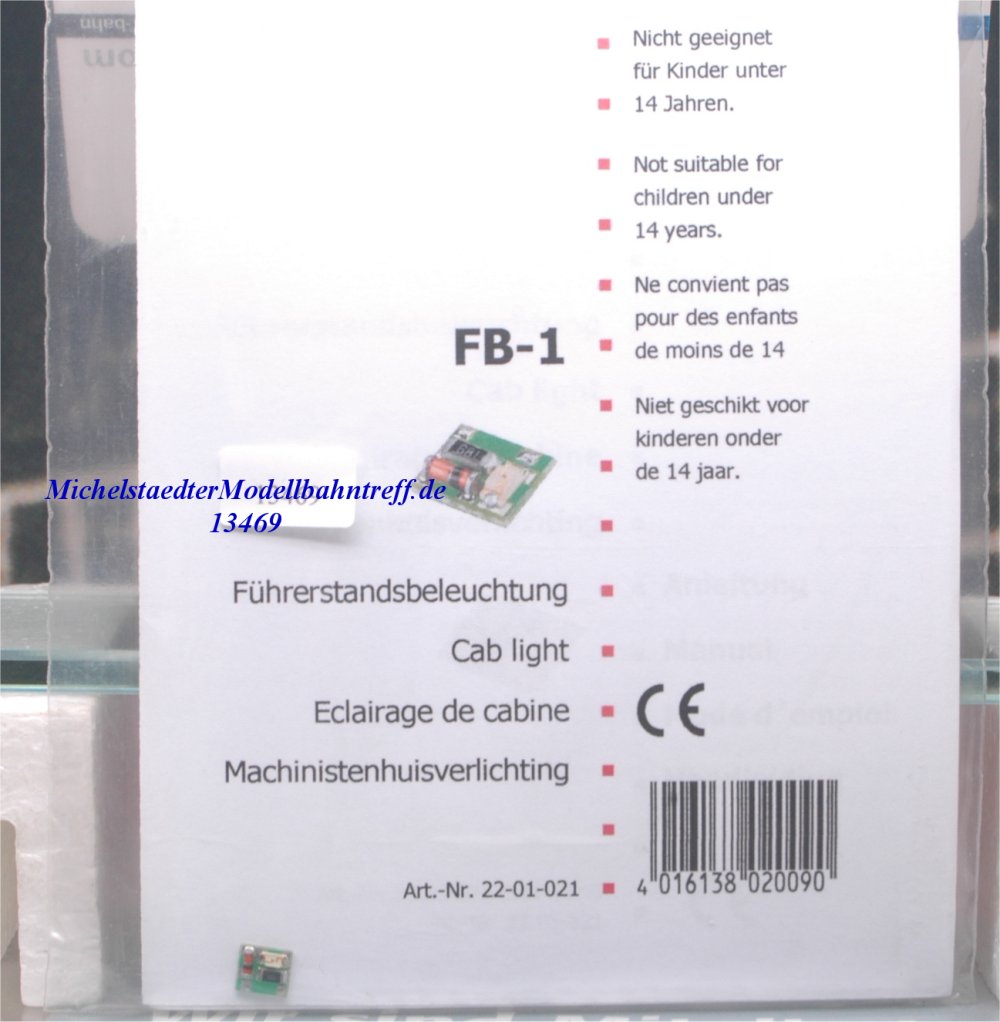 Nicht geeignet
für Kinder unter
14 Jahren.
Not suitable for
children under
14 years.
Ne convient pas
pour des enfants
de moins de 14
Niet geschikt voor
kinderen onder
de 14 jaar.
FB-1
MichelstaedterModellbahntreff.de
13469
Führerstandsbeleuchtung
Cab light
Eclairage de cabine
Machinistenhuisverlichting
CE
Art.-Nr. 22-01-021
4 016138 020090